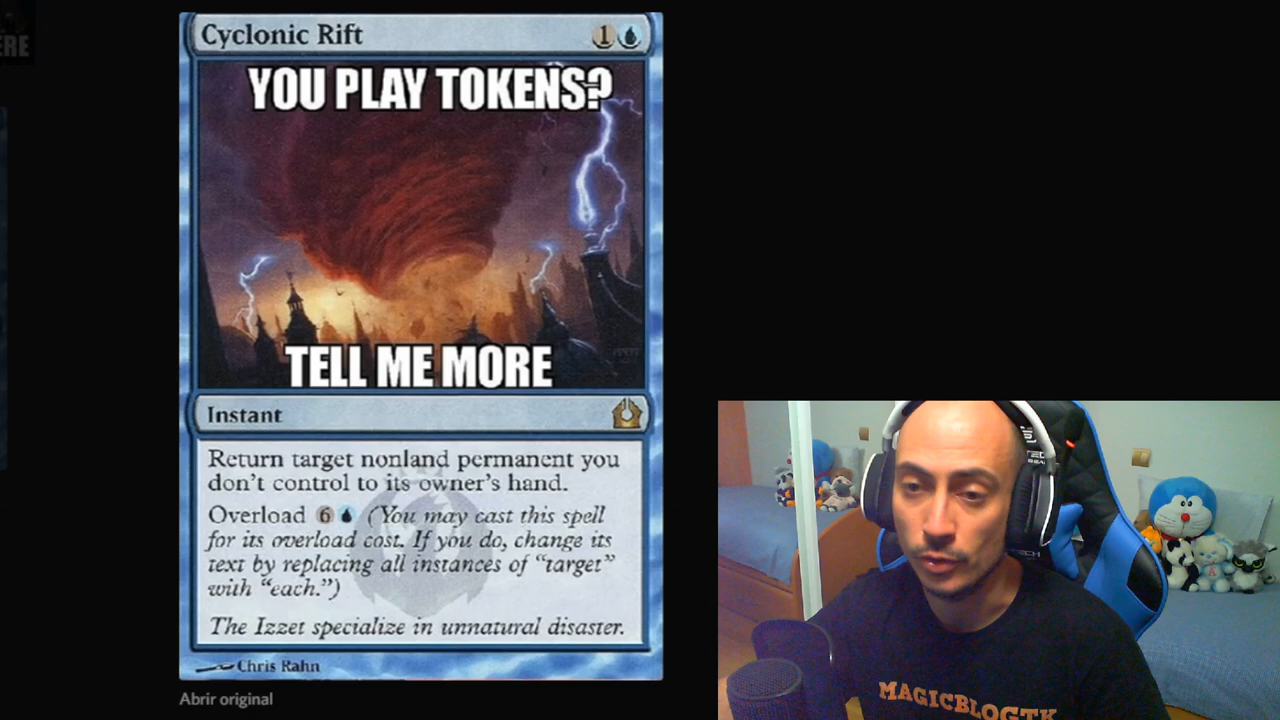 ERE
Cyclonic Rift
1
YOU PLAY TOKENS?
TELL ME MORE
Instant
Return target nonland permanent you
don't control to its owner's hand.
Overload 6 (You may cast this spell
for its overload cost. If you do, change its
text by replacing all instances of “target”
with “each.”)
The Izzet specialize in unnatural disaster.
Chris Rahn
Abrir original
MAGICBLOGTK